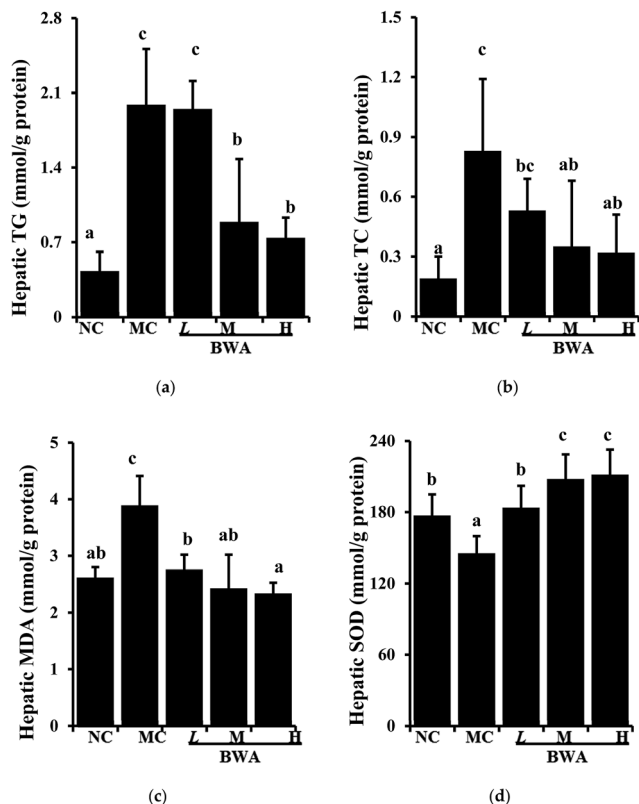 Hepatic TG (mmol/g protein)
2.8
2.1
1.4
0.7
0
a
c
c
b
b
NC MC L M H
BWA
(a)
Hepatic TC (mmol/g protein)
1.5
1.2
0.9
0.6
0.3
0
a
c
bc
ab
ab
NC MC L M H
BWA
(b)
Hepatic MDA (mmol/g protein)
5
4
3
2
1
0
ab
c
b
ab
a
NC MC L M H
BWA
(c)
Hepatic SOD (mmol/g protein)
240
180
120
60
0
b
a
b
c
c
NC MC L M H
BWA
(d)